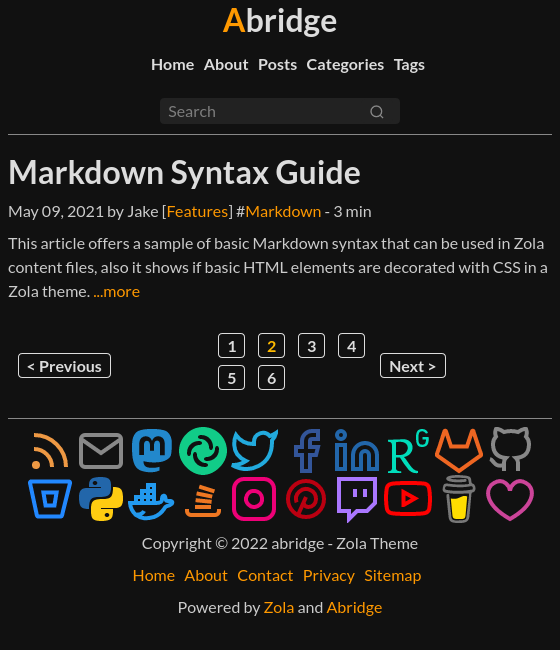 Abridge
Home About Posts Categories Tags
Search
Markdown Syntax Guide
May 09, 2021 by Jake [Features] #Markdown - 3 min
This article offers a sample of basic Markdown syntax that can be used in Zola
content files, also it shows if basic HTML elements are decorated with CSS in a
Zola theme. ...more
< Previous
1 2 3 4
5 6
Next >
R G
Copyright © 2022 abridge - Zola Theme
Home About Contact Privacy Sitemap
Powered by Zola and Abridge